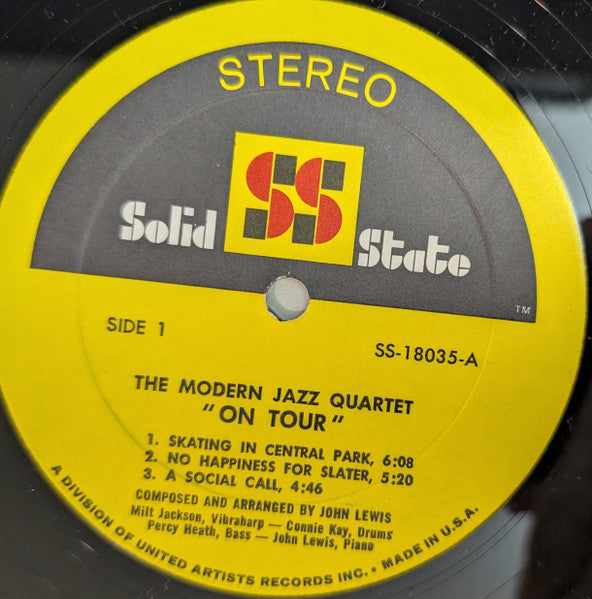 STEREO
SS
Solid State
TM
SIDE 1
SS-18035-A
THE MODERN JAZZ QUARTET
"ON TOUR"
1. SKATING IN CENTRAL PARK, 6:08
2. NO HAPPINESS FOR SLATER, 5:20
3. A SOCIAL CALL, 4:46
COMPOSED AND ARRANGED BY JOHN LEWIS
Milt Jackson, Vibraharp — Connie Kay, Drums
Percy Heath, Bass — John Lewis, Piano
A DIVISION OF UNITED ARTISTS RECORDS INC. • MADE IN U.S.A.